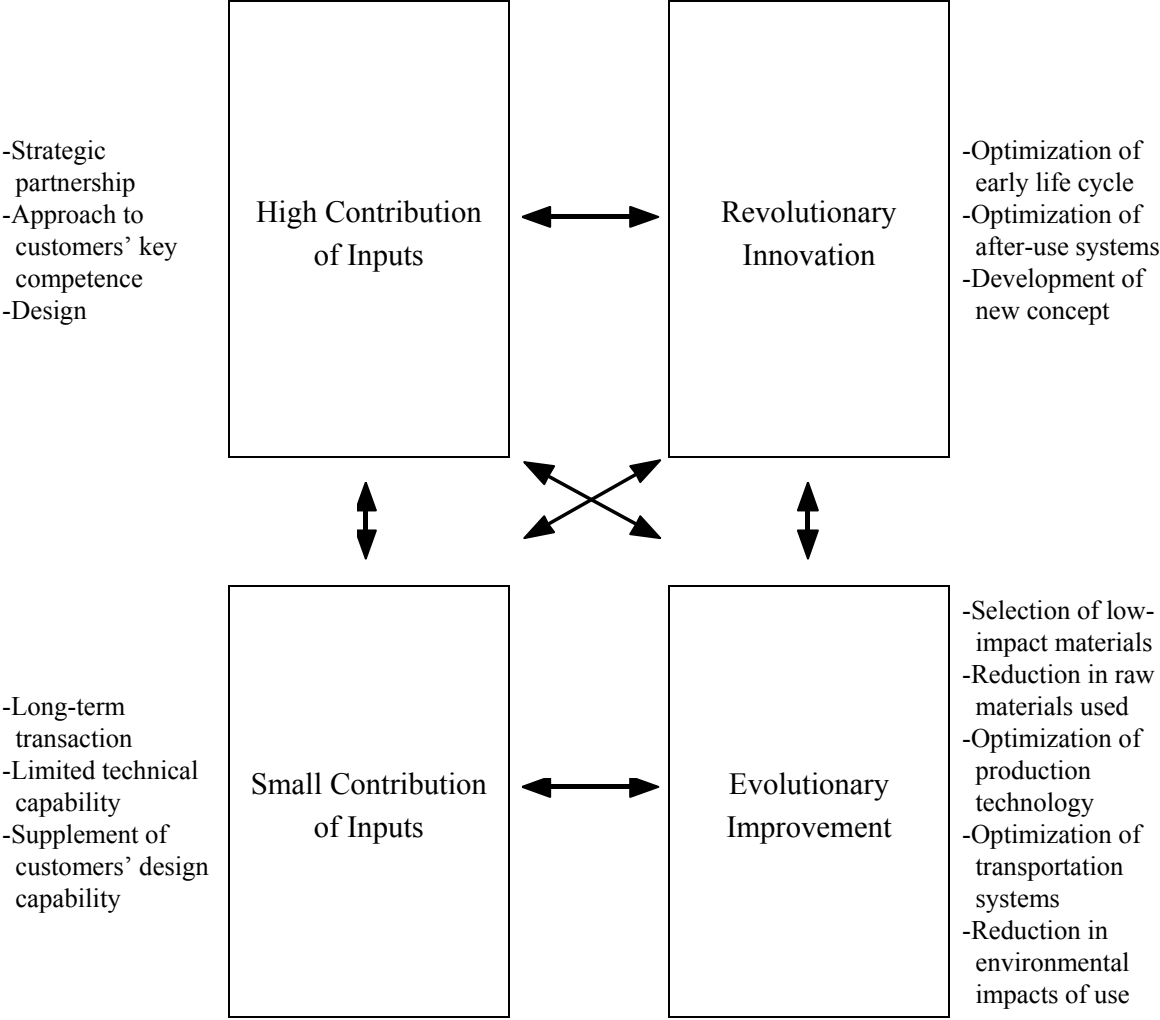 -Strategic
partnership
-Approach to
customers’ key
competence
-Design
High Contribution
of Inputs
Revolutionary
Innovation
-Optimization of
early life cycle
-Optimization of
after-use systems
-Development of
new concept
-Long-term
transaction
-Limited technical
capability
-Supplement of
customers’ design
capability
Small Contribution
of Inputs
Evolutionary
Improvement
-Selection of low-
impact materials
-Reduction in raw
materials used
-Optimization of
production
technology
-Optimization of
transportation
systems
-Reduction in
environmental
impacts of use